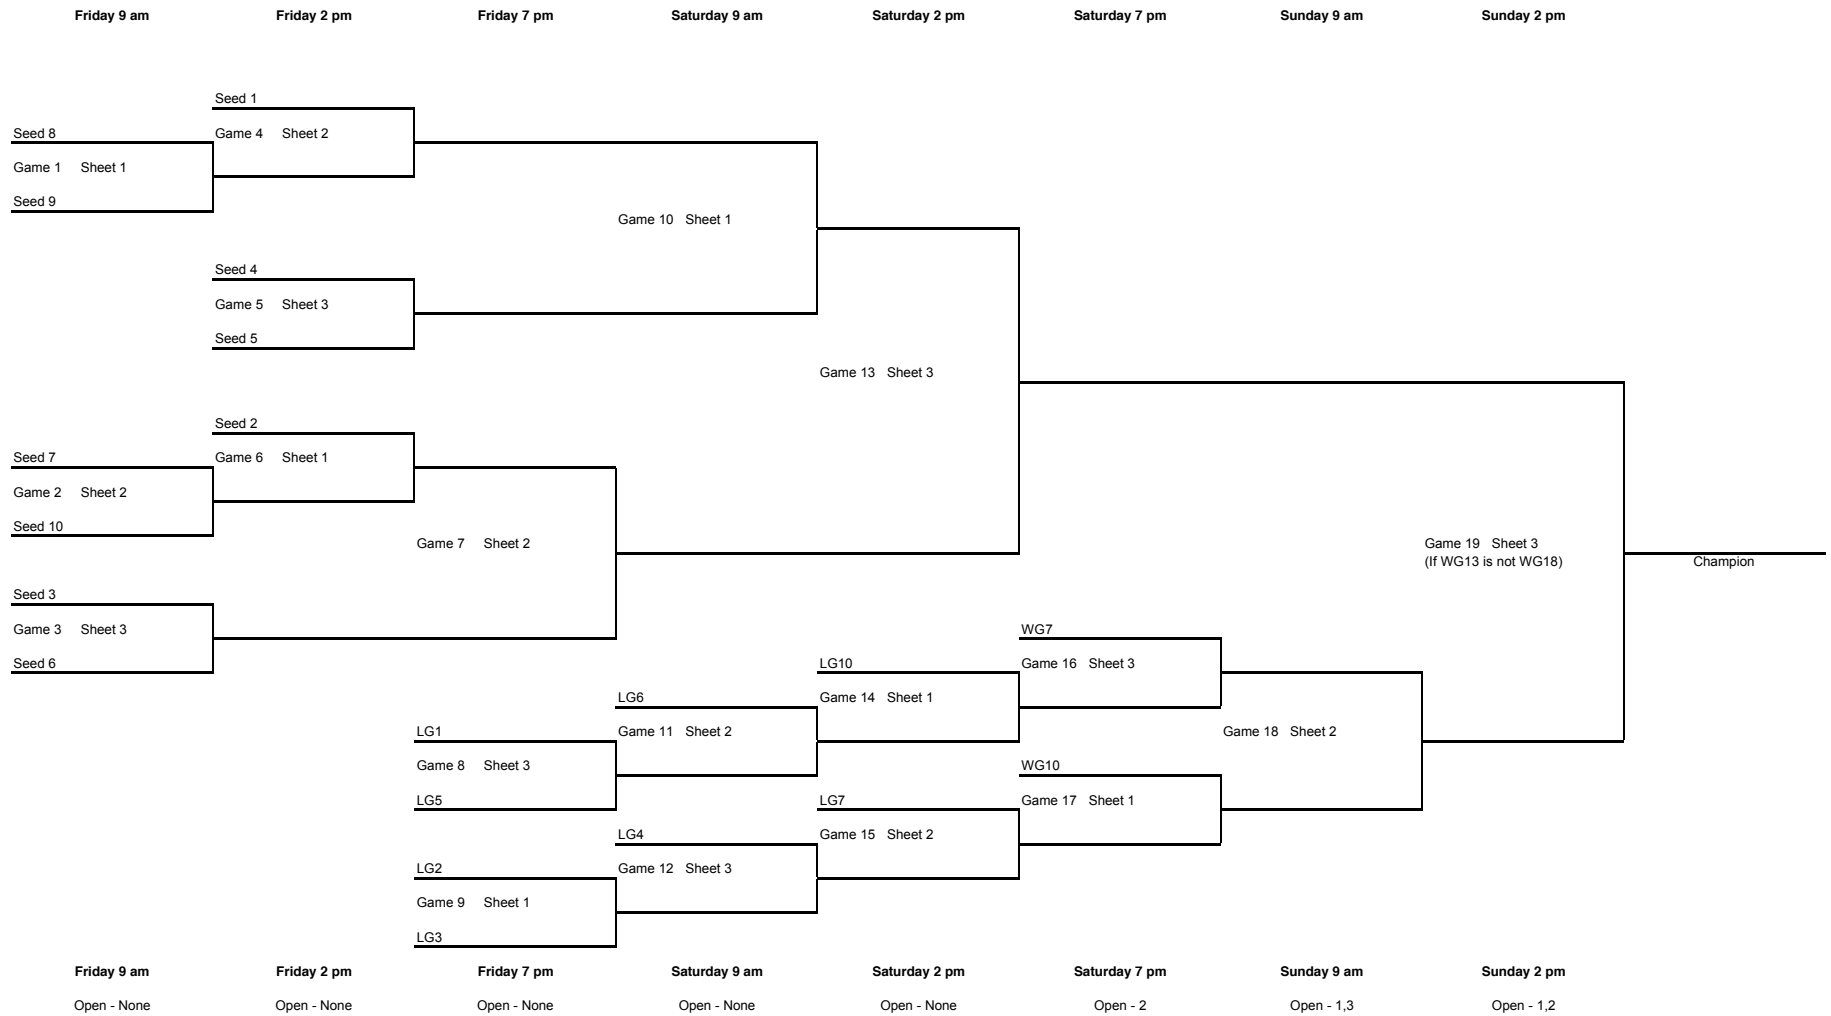 Friday 9 am Friday 2 pm Friday 7 pm Saturday 9 am Saturday 2 pm Saturday 7 pm Sunday 9 am Sunday 2 pm
Seed 1
Seed 8 Game 4 Sheet 2
Game 1 Sheet 1
Seed 9
Game 10 Sheet 1
Seed 4
Game 5 Sheet 3
Seed 5
Game 13 Sheet 3
Seed 2
Seed 7 Game 6 Sheet 1
Game 2 Sheet 2
Seed 10
Game 7 Sheet 2 Game 19 Sheet 3
(If WG13 is not WG18) Champion
Seed 3
Game 3 Sheet 3 WG7
Seed 6 LG10 Game 16 Sheet 3
LG6 Game 14 Sheet 1
LG1 Game 11 Sheet 2 Game 18 Sheet 2
Game 8 Sheet 3 WG10
LG5 LG7 Game 17 Sheet 1
LG4 Game 15 Sheet 2
LG2 Game 12 Sheet 3
Game 9 Sheet 1
LG3
Friday 9 am Friday 2 pm Friday 7 pm Saturday 9 am Saturday 2 pm Saturday 7 pm Sunday 9 am Sunday 2 pm
Open - None Open - None Open - None Open - None Open - None Open - 2 Open - 1,3 Open - 1,2